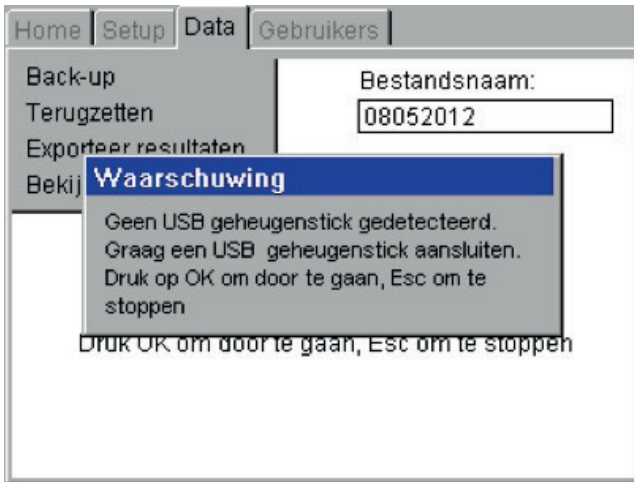 Home Setup Data Gebruikers
Back-up
Terugzetten
Exporteer resultaten
Bekij
Bestandsnaam:
08052012
Waarschuwing
Geen USB geheugenstick gedetecteerd.
Graag een USB geheugenstick aansluiten.
Druk op OK om door te gaan, Esc om te
stoppen
Druk OK om door te gaan, Esc om te stoppen